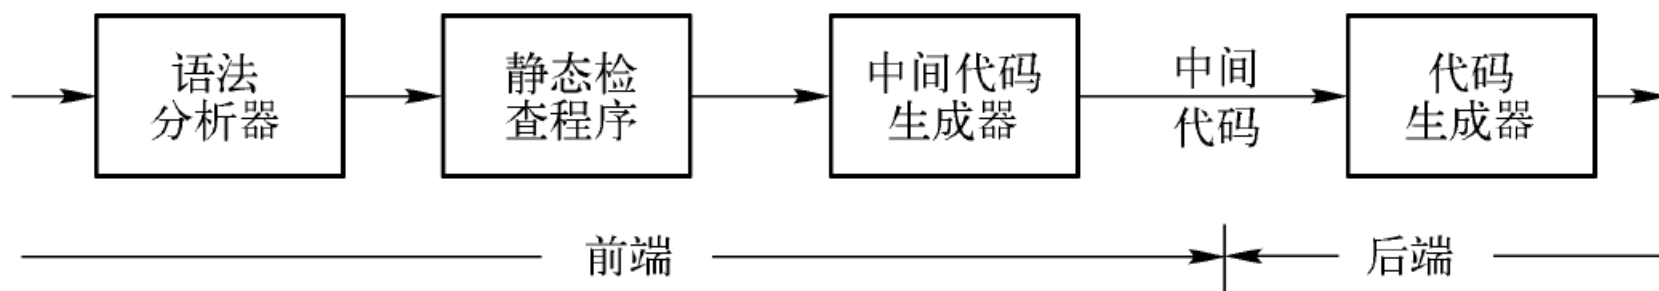 语法
分析器
静态检
查程序
中间代码
生成器
中间
代码
代码
生成器
前端
后端